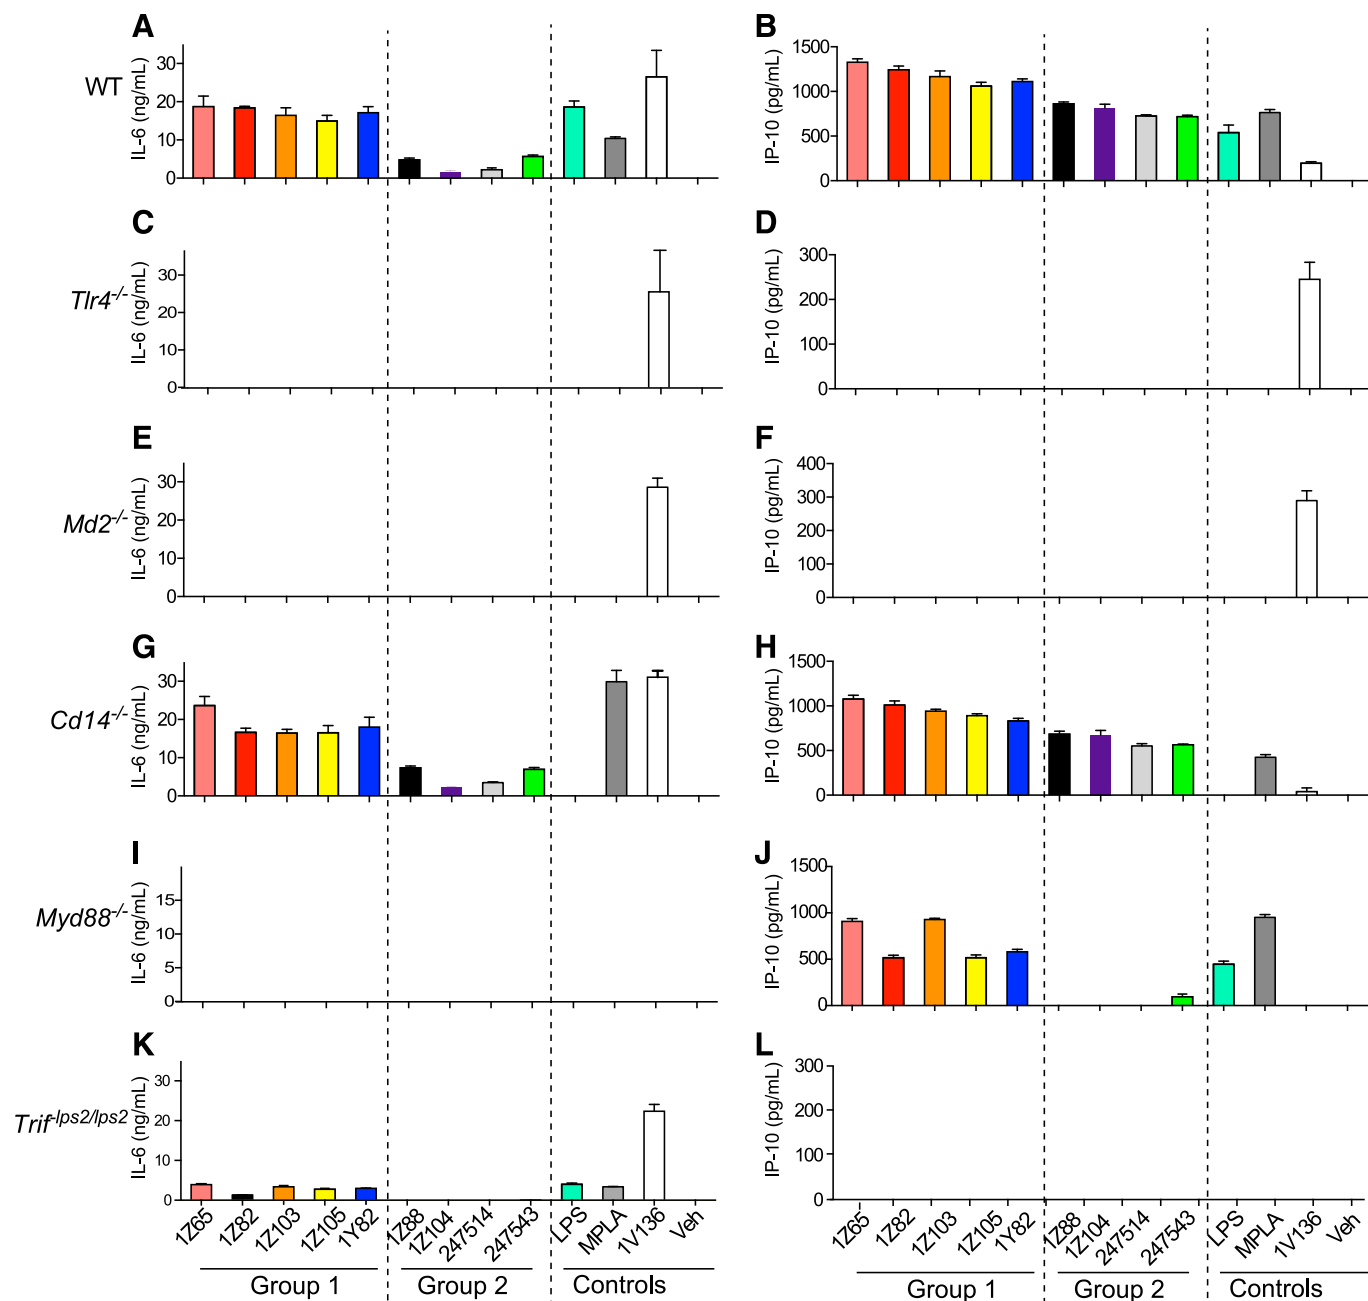 A
B
WT
IL-6 (ng/mL)
30
20
10
0
IP-10 (pg/mL)
1500
1000
500
0
C
D
Tlr4-/-
IL-6 (ng/mL)
30
20
10
0
IP-10 (pg/mL)
300
200
100
0
E
F
Md2-/-
IL-6 (ng/mL)
30
20
10
0
IP-10 (pg/mL)
400
300
200
100
0
G
H
Cd14-/-
IL-6 (ng/mL)
30
20
10
0
IP-10 (pg/mL)
1500
1000
500
0
I
J
Myd88-/-
IL-6 (ng/mL)
15
10
5
0
IP-10 (pg/mL)
1500
1000
500
0
K
L
Trif-lps2/lps2
IL-6 (ng/mL)
30
20
10
0
IP-10 (pg/mL)
300
200
100
0
1Z65 1Z82 1Z103 1Z105 1Y82 1Z88 1Z104 247514 247543 LPS MPLA 1V136 Veh
1Z65 1Z82 1Z103 1Z105 1Y82 1Z88 1Z104 247514 247543 LPS MPLA 1V136 Veh
Group 1 Group 2 Controls
Group 1 Group 2 Controls